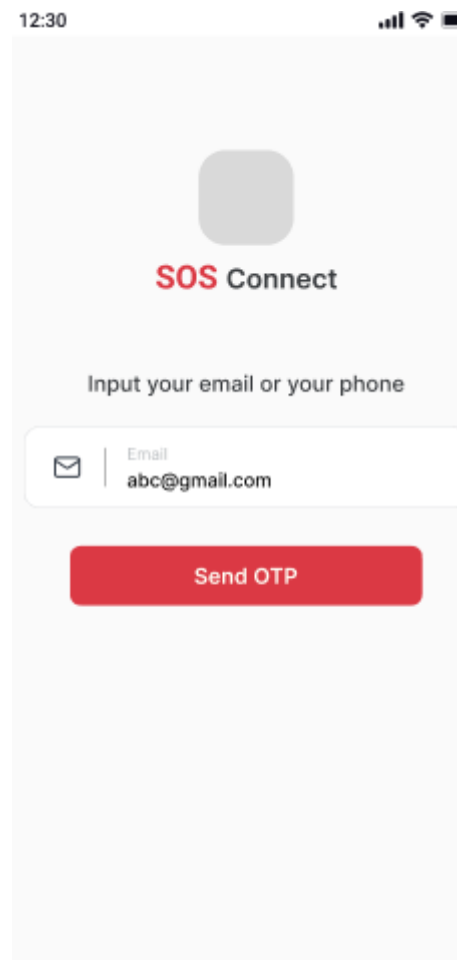 12:30
SOS Connect
Input your email or your phone
Email
abc@gmail.com
Send OTP